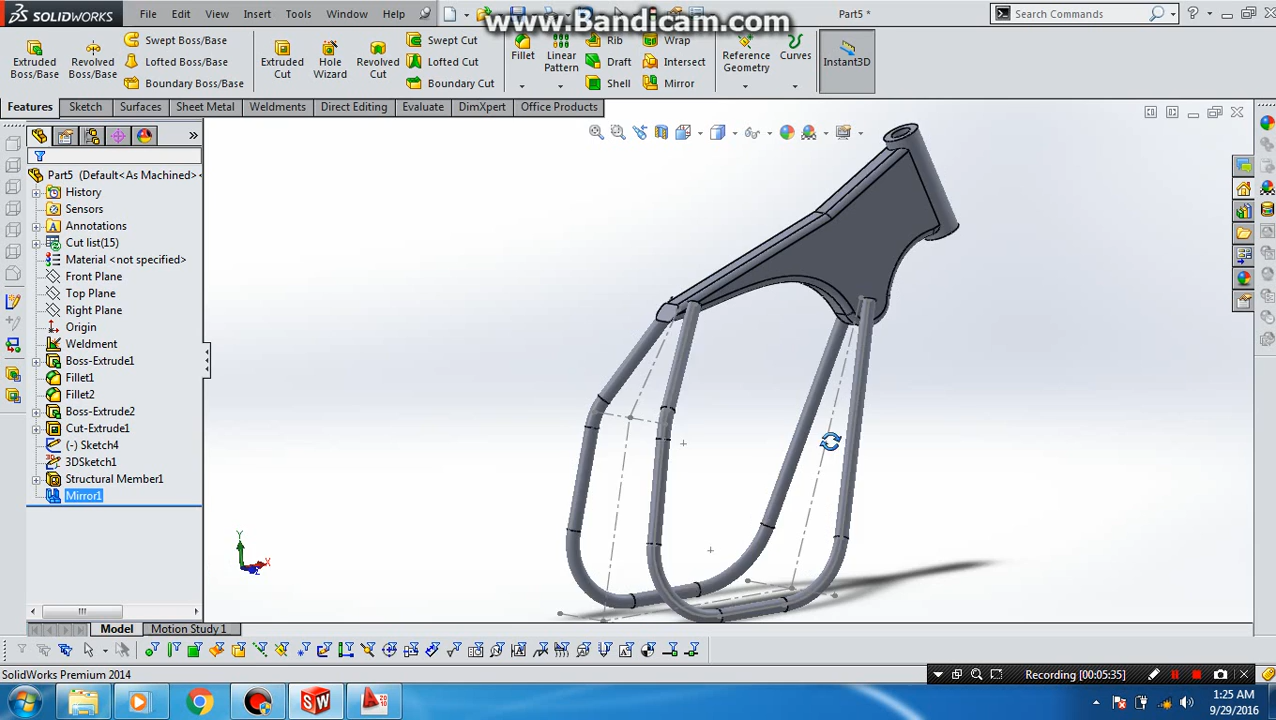 SOLIDWORKS File Edit View Insert Tools Window Help www.Bandicam.com Part5 * Search Commands
Extruded Boss/Base Revolved Boss/Base Swept Boss/Base Lofted Boss/Base Boundary Boss/Base Extruded Cut Hole Wizard Revolved Cut Swept Cut Lofted Cut Boundary Cut Fillet Linear Pattern Rib Draft Shell Wrap Intersect Mirror Reference Geometry Curves Instant3D
Features Sketch Surfaces Sheet Metal Weldments Direct Editing Evaluate DimXpert Office Products
Part5 (Default<As Machined><
History
Sensors
Annotations
Cut list(15)
Material <not specified>
Front Plane
Top Plane
Right Plane
Origin
Weldment
Boss-Extrude1
Fillet1
Fillet2
Boss-Extrude2
Cut-Extrude1
(-) Sketch4
3DSketch1
Structural Member1
Mirror1
Y
X
Z
Model Motion Study 1
SolidWorks Premium 2014 Recording [00:05:35]
SW 1:25 AM
9/29/2016